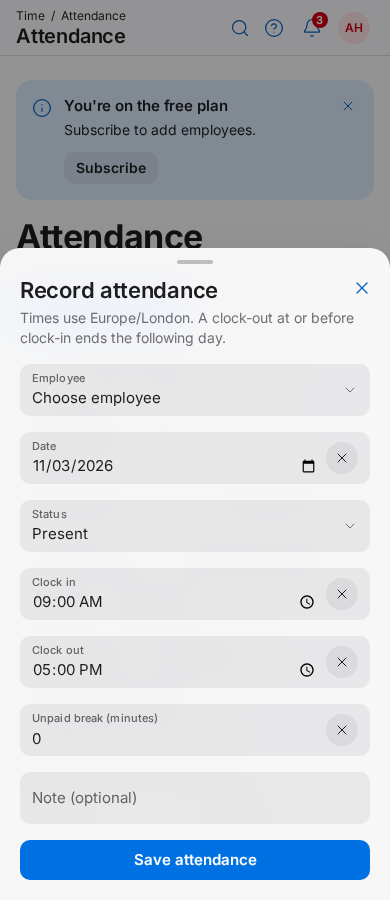 Time / Attendance
Attendance
3
AH
You're on the free plan
Subscribe to add employees.
Subscribe
Attendance
Record attendance
Times use Europe/London. A clock-out at or before
clock-in ends the following day.
Employee
Choose employee
Date
11/03/2026
Status
Present
Clock in
09:00 AM
Clock out
05:00 PM
Unpaid break (minutes)
0
Note (optional)
Save attendance